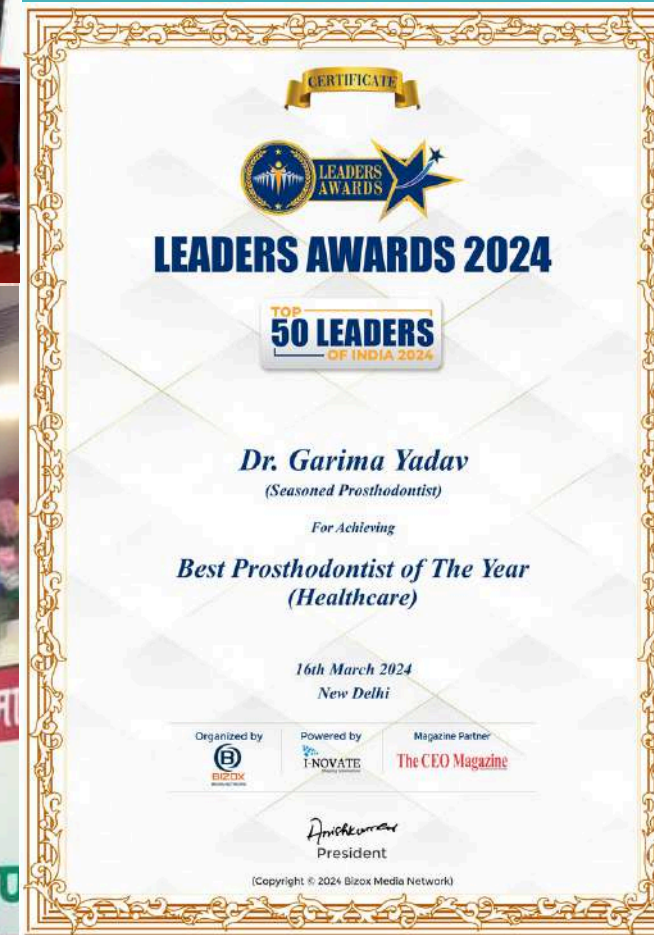 CERTIFICATE
LEADERS
AWARDS
LEADERS AWARDS 2024
TOP
50 LEADERS
OF INDIA 2024
Dr. Garima Yadav
(Seasoned Prosthodontist)
For Achieving
Best Prosthodontist of The Year
(Healthcare)
16th March 2024
New Delhi
Organized by
Powered by
Magazine Partner
B
BIZOX
I-NOVATE
The CEO Magazine
Anishkumar
President
(Copyright © 2024 Bizox Media Network)